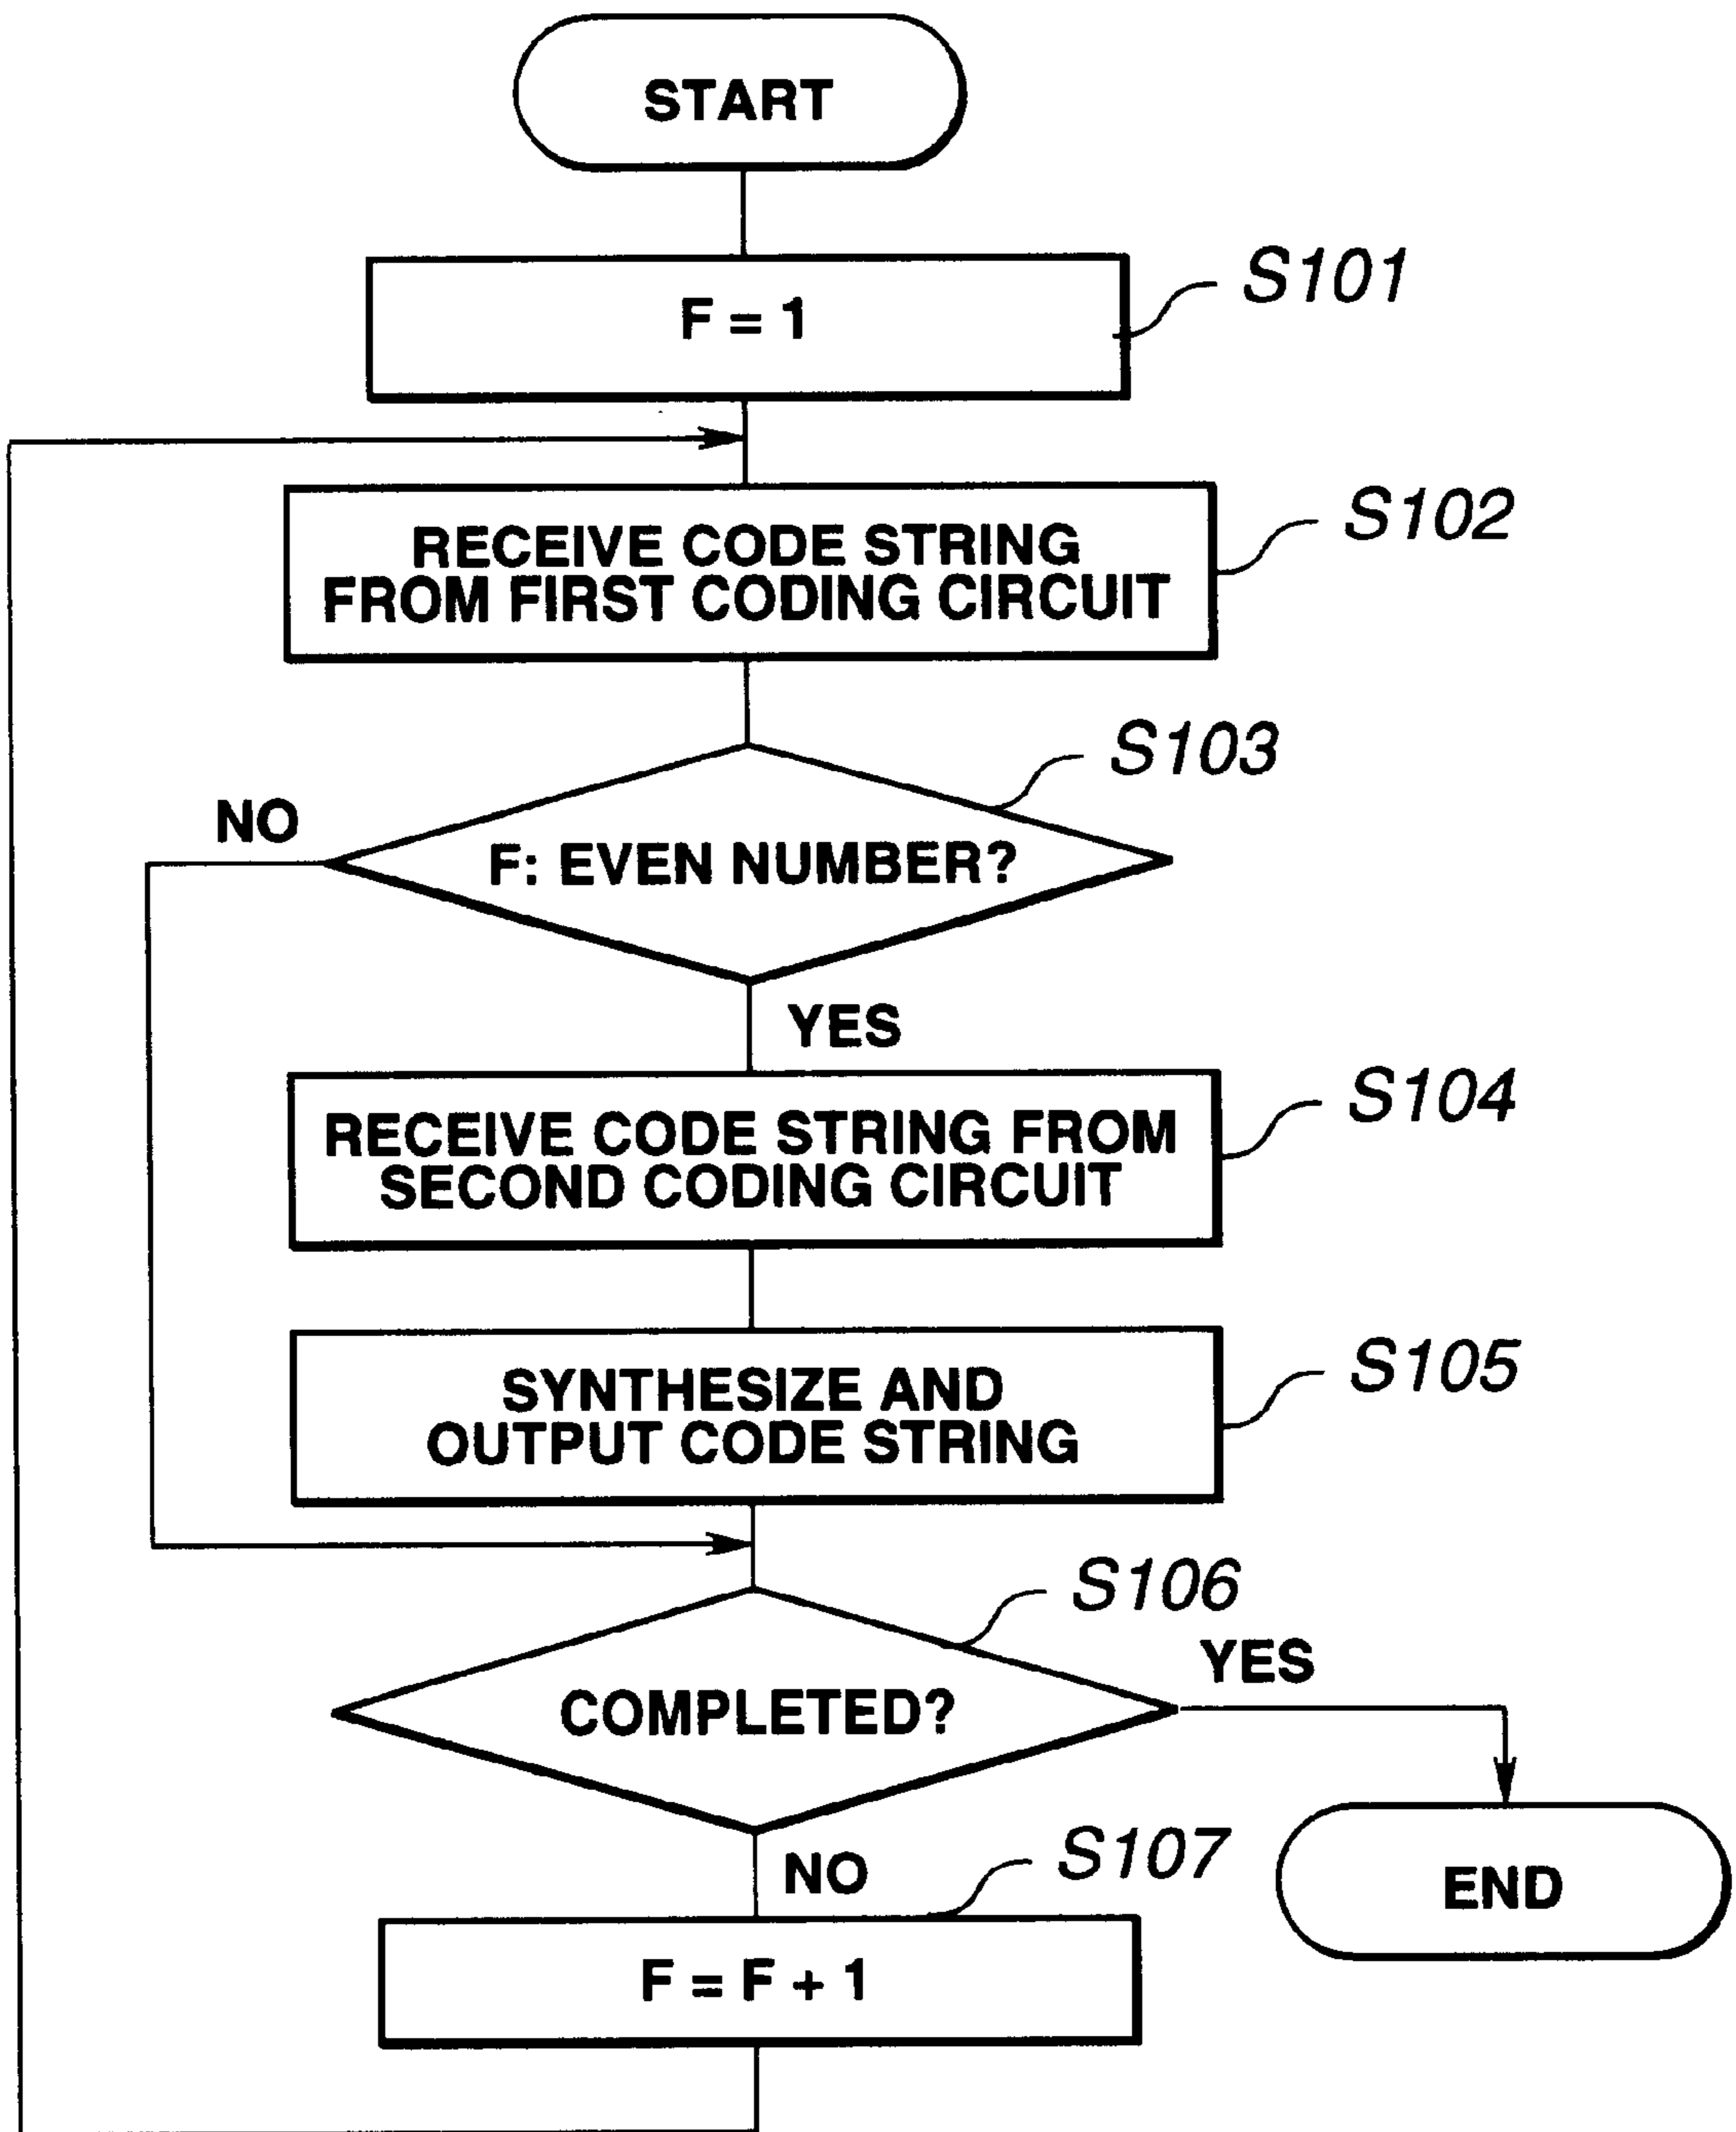 START
F = 1
S101
RECEIVE CODE STRING
FROM FIRST CODING CIRCUIT
S102
S103
NO
F: EVEN NUMBER?
YES
RECEIVE CODE STRING FROM
SECOND CODING CIRCUIT
S104
SYNTHESIZE AND
OUTPUT CODE STRING
S105
S106
COMPLETED?
YES
NO
S107
END
F = F + 1